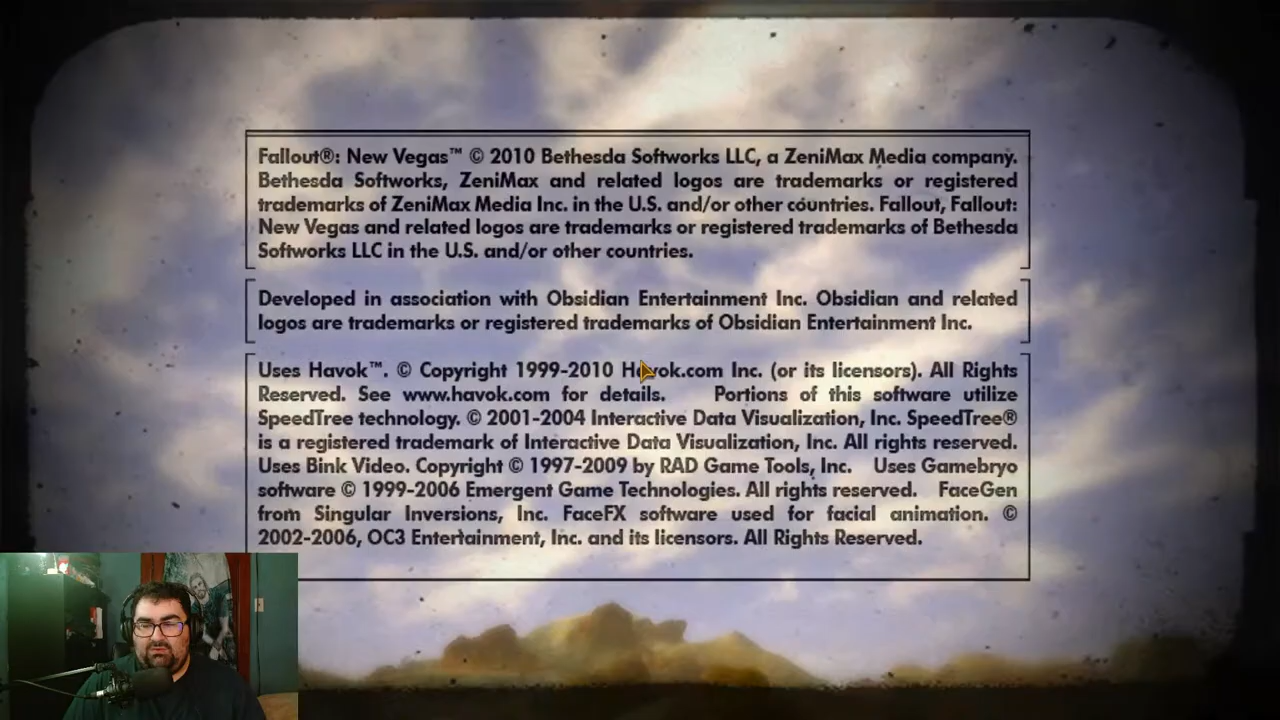 Fallout®: New Vegas™ © 2010 Bethesda Softworks LLC, a ZeniMax Media company.
Bethesda Softworks, ZeniMax and related logos are trademarks or registered
trademarks of ZeniMax Media Inc. in the U.S. and/or other countries. Fallout, Fallout:
New Vegas and related logos are trademarks or registered trademarks of Bethesda
Softworks LLC in the U.S. and/or other countries.
Developed in association with Obsidian Entertainment Inc. Obsidian and related
logos are trademarks or registered trademarks of Obsidian Entertainment Inc.
Uses Havok™. © Copyright 1999-2010 Havok.com Inc. (or its licensors). All Rights
Reserved. See www.havok.com for details. Portions of this software utilize
SpeedTree technology. © 2001-2004 Interactive Data Visualization, Inc. SpeedTree®
is a registered trademark of Interactive Data Visualization, Inc. All rights reserved.
Uses Bink Video. Copyright © 1997-2009 by RAD Game Tools, Inc. Uses Gamebryo
software © 1999-2006 Emergent Game Technologies. All rights reserved. FaceGen
from Singular Inversions, Inc. FaceFX software used for facial animation. ©
2002-2006, OC3 Entertainment, Inc. and its licensors. All Rights Reserved.